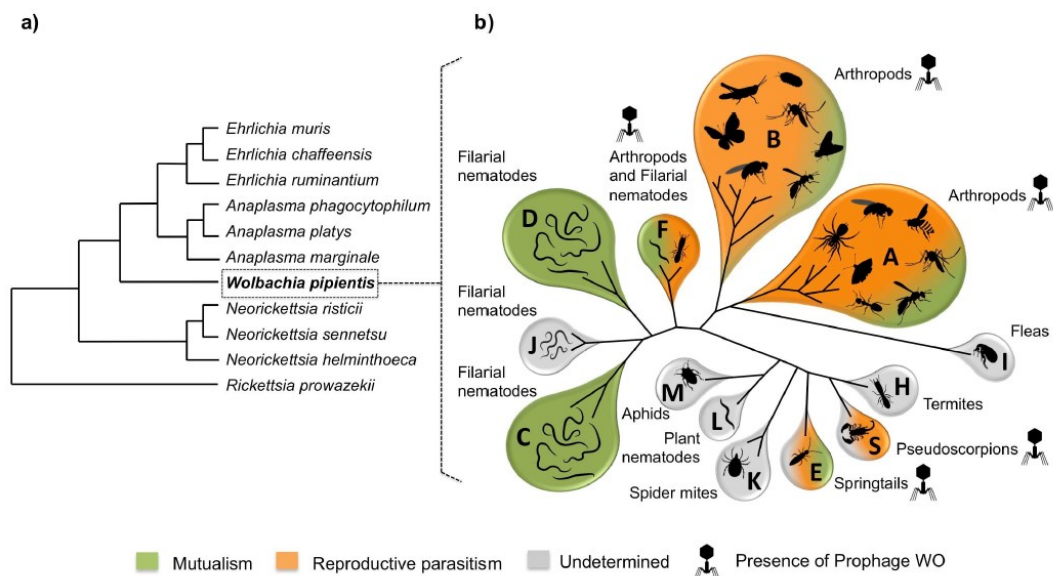 a)
Ehrlichia muris
Ehrlichia chaffeensis
Ehrlichia ruminantium
Anaplasma phagocytophilum
Anaplasma platys
Anaplasma marginale
Wolbachia pipientis
Neorickettsia risticii
Neorickettsia sennetsu
Neorickettsia helminthoeca
Rickettsia prowazekii
b)
Arthropods
B
Arthropods
and Filarial
nematodes
F
Filarial
nematodes
D
Arthropods
A
Filarial
nematodes
J
Fleas
I
Filarial
nematodes
C
Aphids
M
Plant
nematodes
L
Spider mites
K
E
Springtails
S
Pseudoscorpions
H
Termites
Mutualism
Reproductive parasitism
Undetermined
Presence of Prophage WO